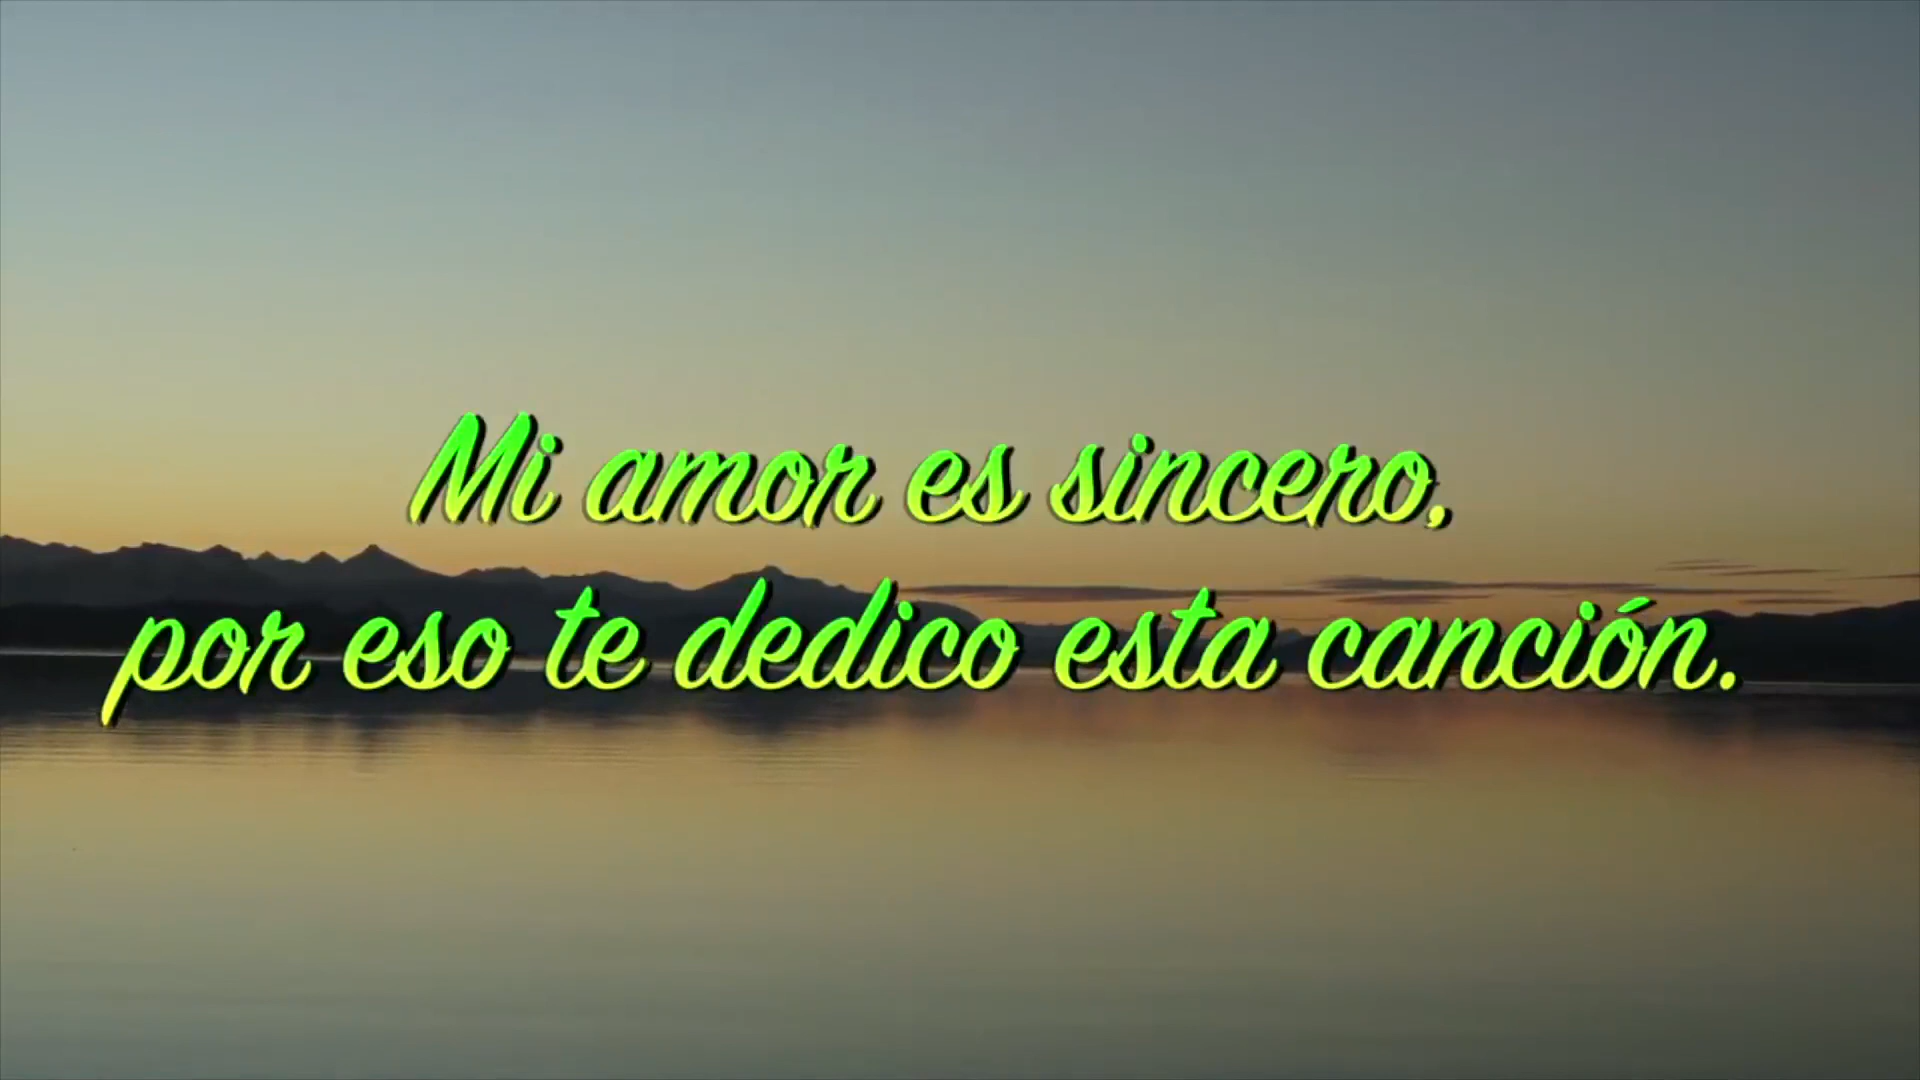 Mi amor es sincero,
por eso te dedico esta canción.